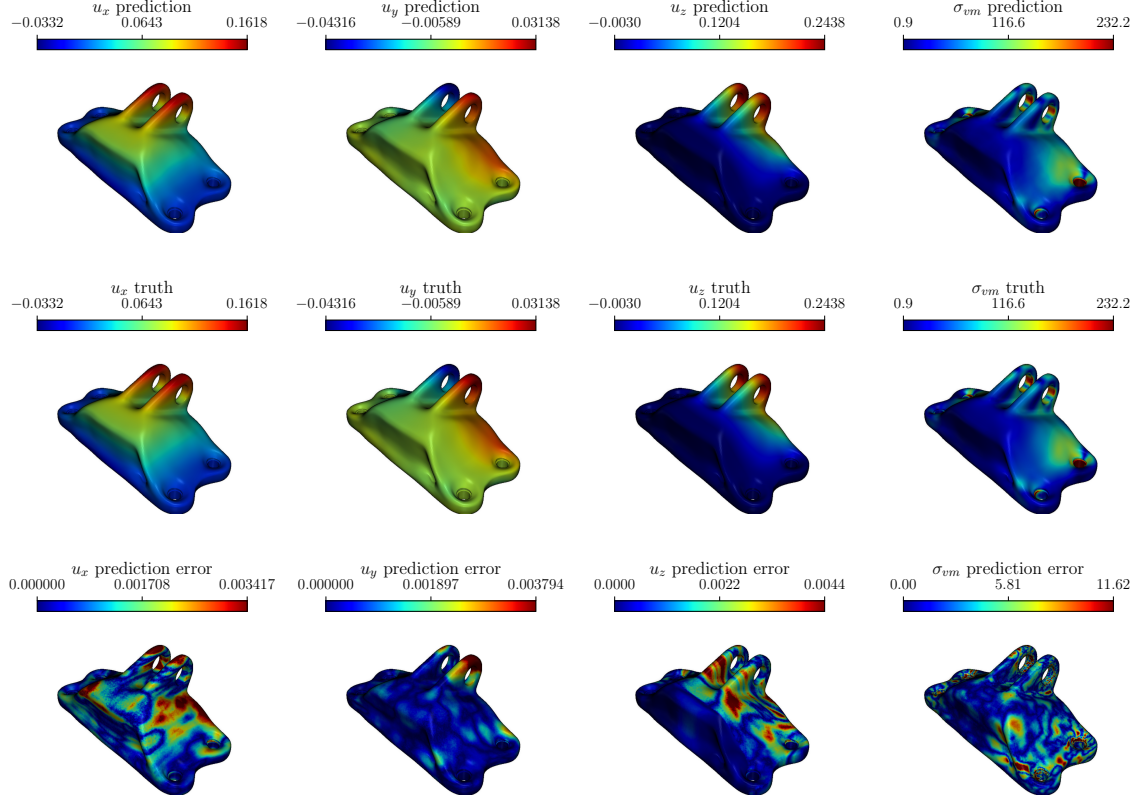 u_x prediction u_y prediction u_z prediction σ_vm prediction
−0.0332 0.0643 0.1618 −0.04316 −0.00589 0.03138 −0.0030 0.1204 0.2438 0.9 116.6 232.2
u_x truth u_y truth u_z truth σ_vm truth
−0.0332 0.0643 0.1618 −0.04316 −0.00589 0.03138 −0.0030 0.1204 0.2438 0.9 116.6 232.2
u_x prediction error u_y prediction error u_z prediction error σ_vm prediction error
0.000000 0.001708 0.003417 0.000000 0.001897 0.003794 0.0000 0.0022 0.0044 0.00 5.81 11.62